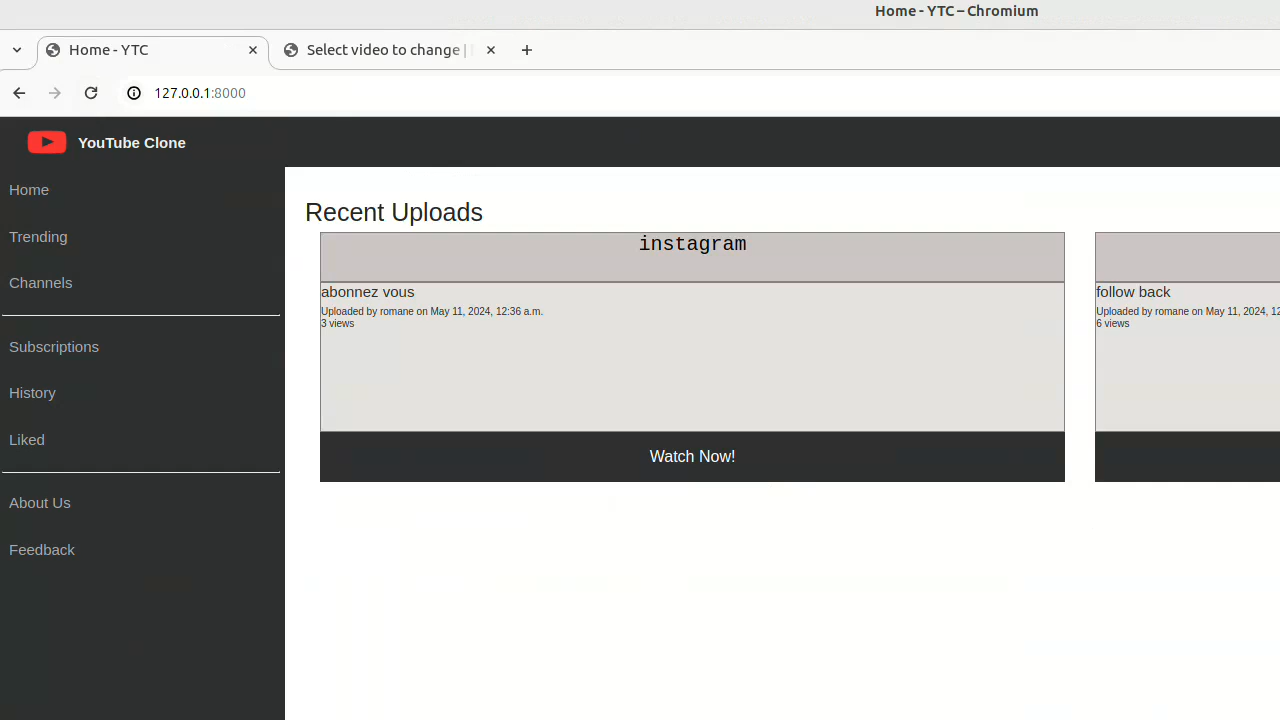 Home - YTC – Chromium
Home - YTC
Select video to change |
127.0.0.1:8000
YouTube Clone
Home
Trending
Channels
Subscriptions
History
Liked
About Us
Feedback
Recent Uploads
instagram
abonnez vous
Uploaded by romane on May 11, 2024, 12:36 a.m.
3 views
Watch Now!
follow back
Uploaded by romane on May 11, 2024, 12
6 views